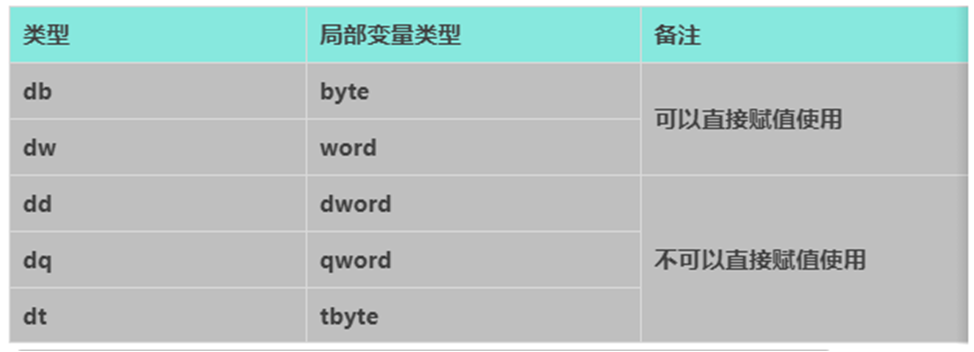 类型 局部变量类型 备注
db byte 可以直接赋值使用
dw word
dd dword
dq qword 不可以直接赋值使用
dt tbyte